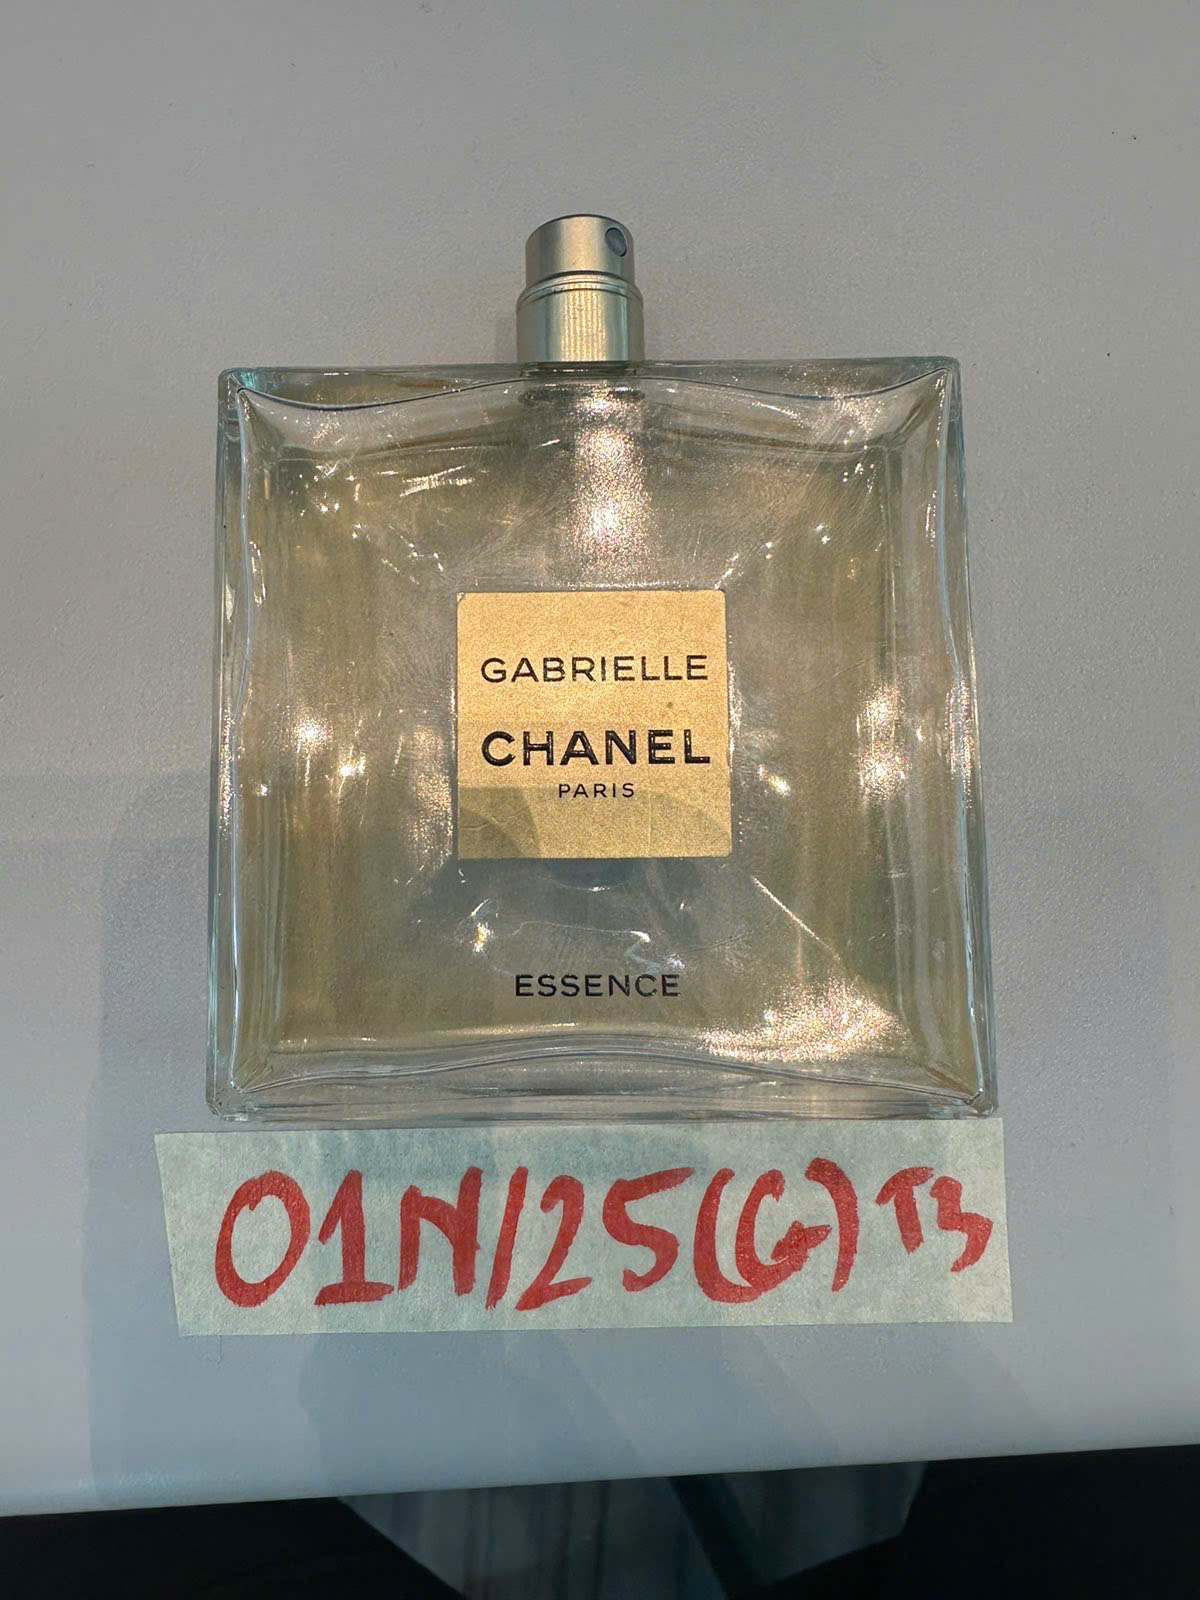 GABRIELLE
CHANEL
PARIS
ESSENCE
01N/25(G)T3